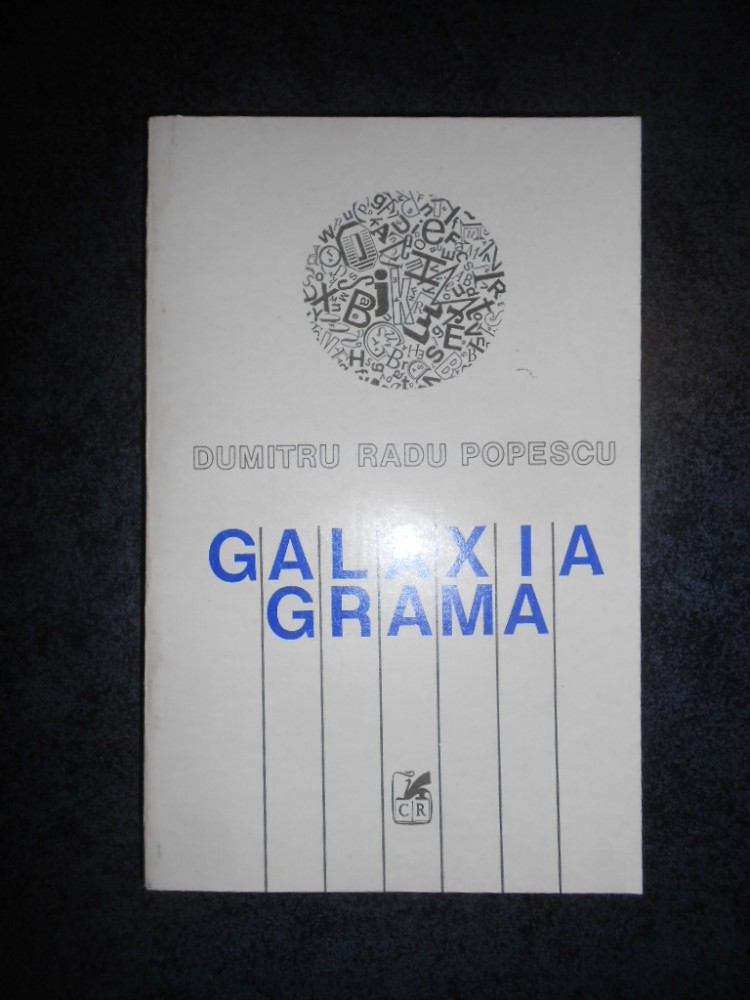 DUMITRU RADU POPESCU
GALAXIA
GRAMA
CR